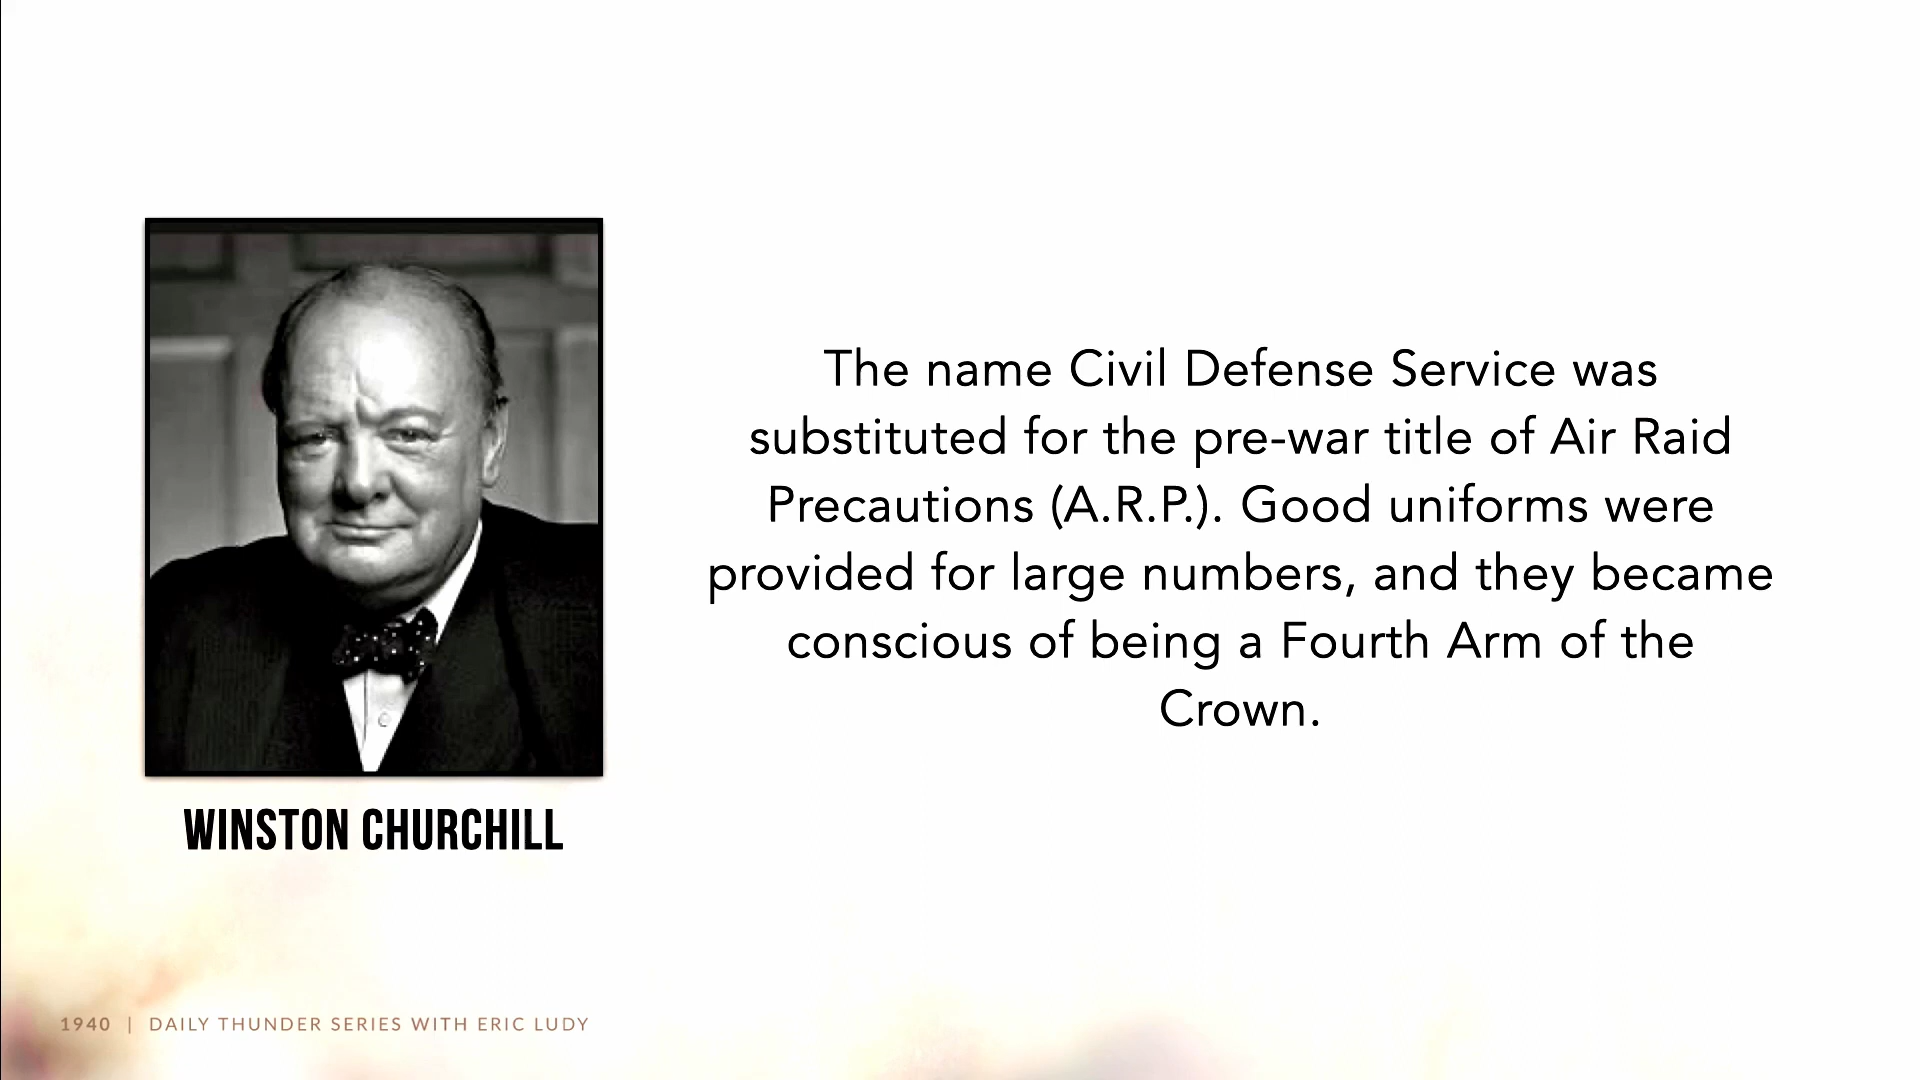 The name Civil Defense Service was
substituted for the pre-war title of Air Raid
Precautions (A.R.P.). Good uniforms were
provided for large numbers, and they became
conscious of being a Fourth Arm of the
Crown.
WINSTON CHURCHILL
1940 | DAILY THUNDER SERIES WITH ERIC LUDY